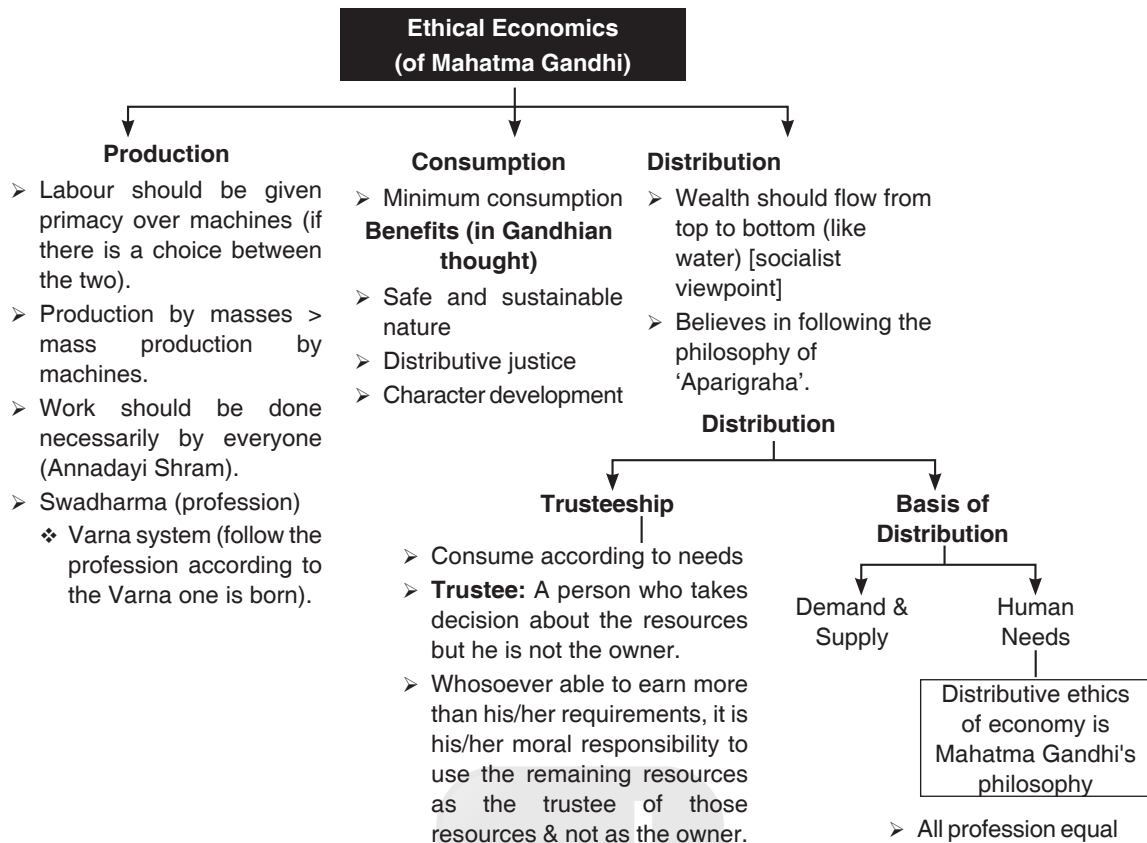 Ethical Economics
(of Mahatma Gandhi)
Production
➢ Labour should be given
primacy over machines (if
there is a choice between
the two).
➢ Production by masses >
mass production by
machines.
➢ Work should be done
necessarily by everyone
(Annadayi Shram).
➢ Swadharma (profession)
❖ Varna system (follow the
profession according to
the Varna one is born).
Consumption
➢ Minimum consumption
Benefits (in Gandhian
thought)
➢ Safe and sustainable
nature
➢ Distributive justice
➢ Character development
Distribution
➢ Wealth should flow from
top to bottom (like
water) [socialist
viewpoint]
➢ Believes in following the
philosophy of
‘Aparigraha’.
Distribution
Trusteeship
➢ Consume according to needs
➢ Trustee: A person who takes
decision about the resources
but he is not the owner.
➢ Whosoever able to earn more
than his/her requirements, it is
his/her moral responsibility to
use the remaining resources
as the trustee of those
resources & not as the owner.
Basis of
Distribution
Demand &
Supply
Human
Needs
Distributive ethics
of economy is
Mahatma Gandhi's
philosophy
➢ All profession equal